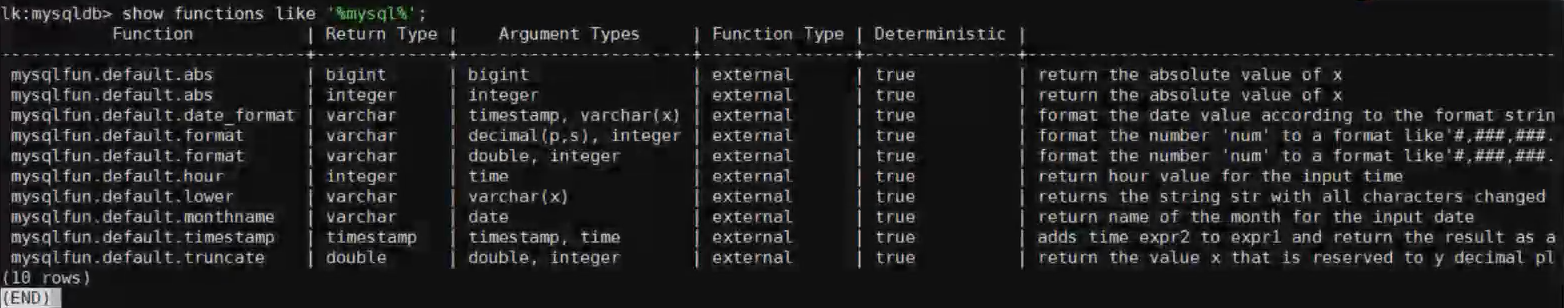 lk:mysqldb> show functions like '%mysql%';
Function | Return Type | Argument Types | Function Type | Deterministic |
mysqlfun.default.abs | bigint | bigint | external | true | return the absolute value of x
mysqlfun.default.abs | integer | integer | external | true | return the absolute value of x
mysqlfun.default.date_format | varchar | timestamp, varchar(x) | external | true | format the date value according to the format strin
mysqlfun.default.format | varchar | decimal(p,s), integer | external | true | format the number 'num' to a format like'#,###,###.
mysqlfun.default.format | varchar | double, integer | external | true | format the number 'num' to a format like'#,###,###.
mysqlfun.default.hour | integer | time | external | true | return hour value for the input time
mysqlfun.default.lower | varchar | varchar(x) | external | true | returns the string str with all characters changed
mysqlfun.default.monthname | varchar | date | external | true | return name of the month for the input date
mysqlfun.default.timestamp | timestamp | timestamp, time | external | true | adds time expr2 to expr1 and return the result as a
mysqlfun.default.truncate | double | double, integer | external | true | return the value x that is reserved to y decimal pl
(10 rows)
(END)